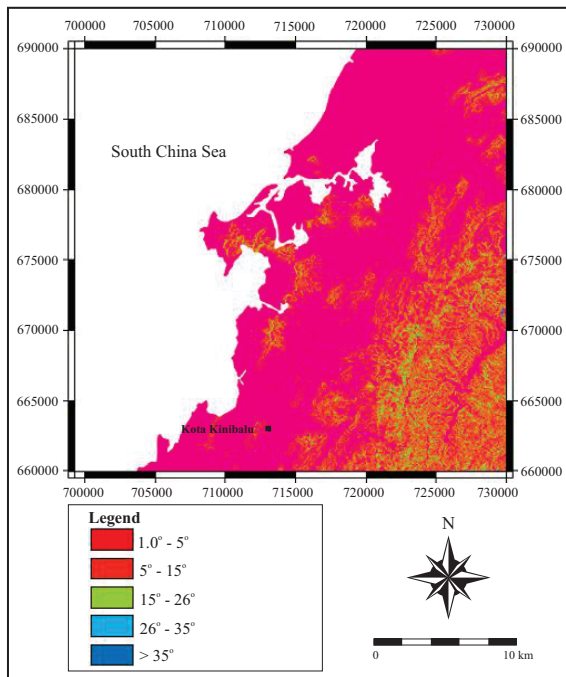 700000 705000 710000 715000 720000 725000 730000
690000 690000
685000 685000
South China Sea
680000 680000
675000 675000
670000 670000
665000 665000
Kota Kinibalu
660000 660000
700000 705000 710000 715000 720000 725000 730000
Legend
1.0° - 5°
5° - 15°
15° - 26°
26° - 35°
> 35°
N
0 10 km